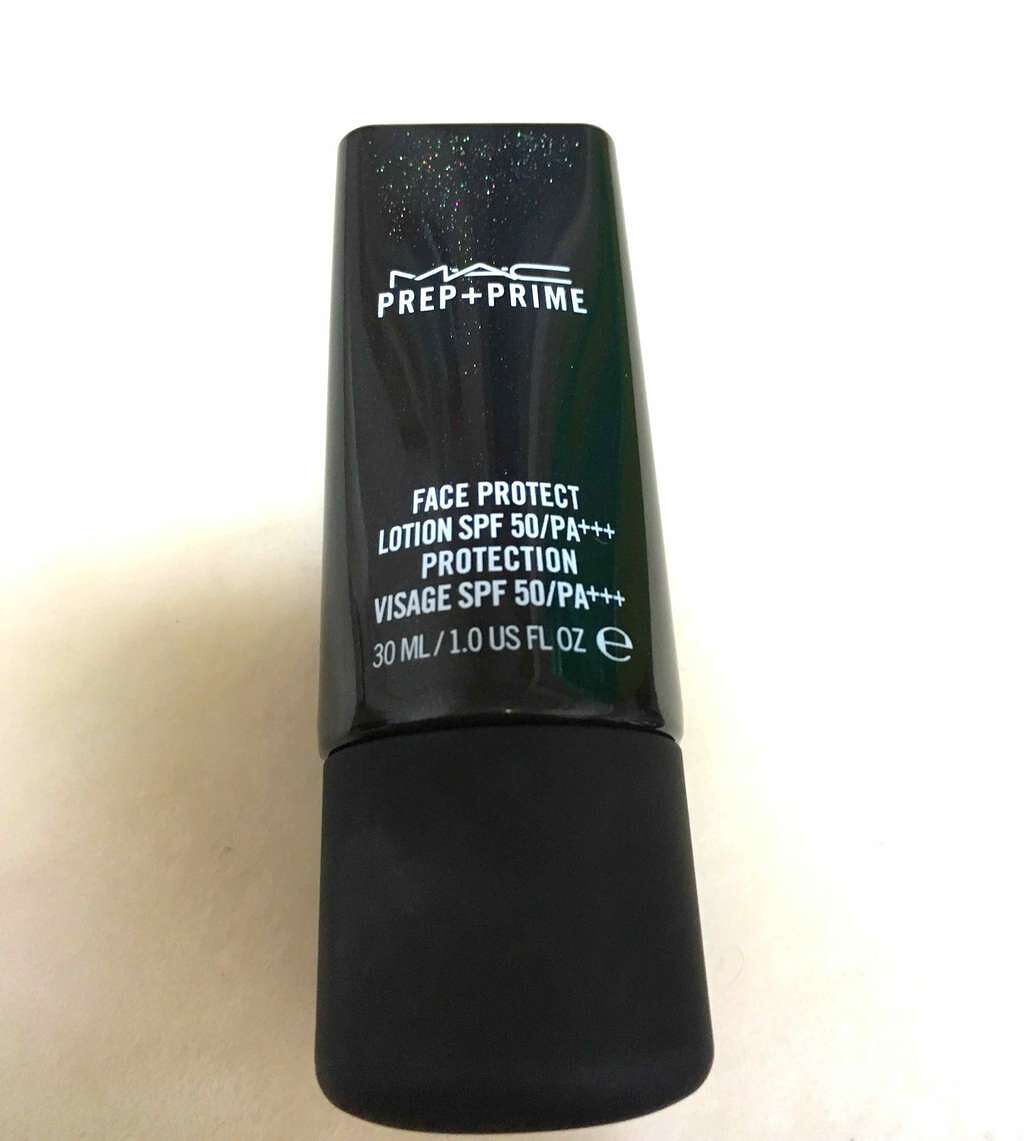 M·A·C
PREP+PRIME
FACE PROTECT
LOTION SPF 50/PA+++
PROTECTION
VISAGE SPF 50/PA+++
30 ML / 1.0 US FL OZ ℮